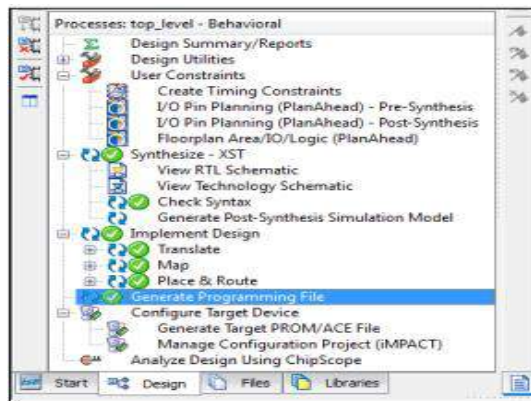 Processes: top_level - Behavioral
Design Summary/Reports
Design Utilities
User Constraints
Create Timing Constraints
I/O Pin Planning (PlanAhead) - Pre-Synthesis
I/O Pin Planning (PlanAhead) - Post-Synthesis
Floorplan Area/IO/Logic (PlanAhead)
Synthesize - XST
View RTL Schematic
View Technology Schematic
Check Syntax
Generate Post-Synthesis Simulation Model
Implement Design
Translate
Map
Place & Route
Generate Programming File
Configure Target Device
Generate Target PROM/ACE File
Manage Configuration Project (iMPACT)
Analyze Design Using ChipScope
Start Design Files Libraries